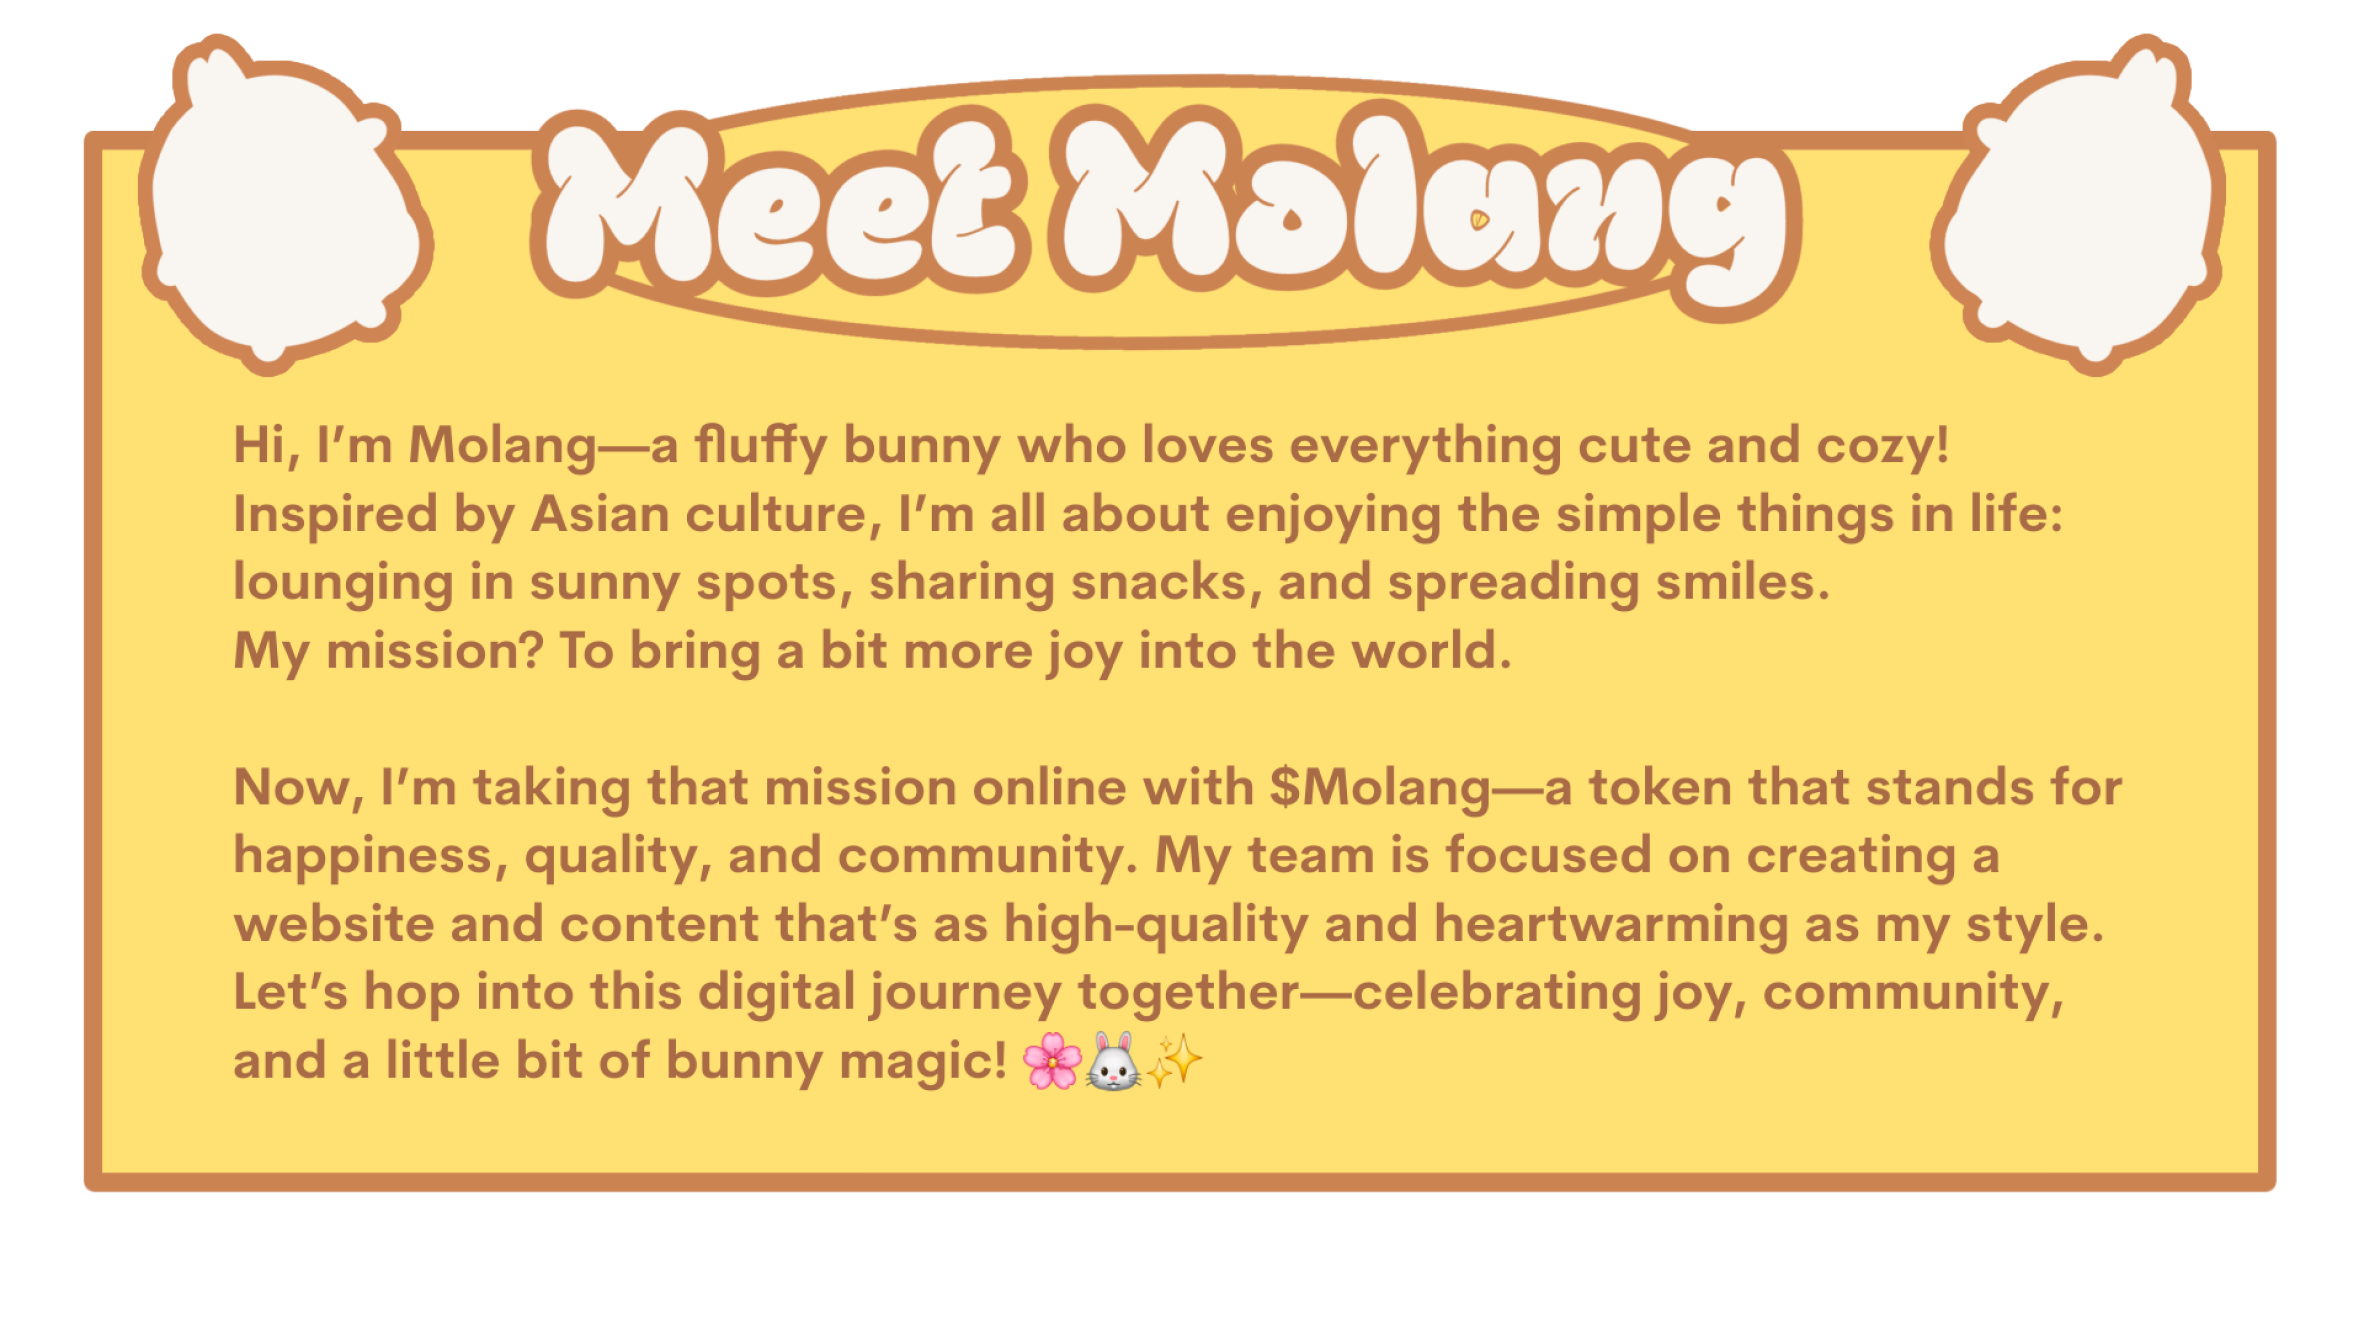 Meet Molang
Hi, I’m Molang—a fluffy bunny who loves everything cute and cozy!
Inspired by Asian culture, I’m all about enjoying the simple things in life:
lounging in sunny spots, sharing snacks, and spreading smiles.
My mission? To bring a bit more joy into the world.
Now, I’m taking that mission online with $Molang—a token that stands for
happiness, quality, and community. My team is focused on creating a
website and content that’s as high-quality and heartwarming as my style.
Let’s hop into this digital journey together—celebrating joy, community,
and a little bit of bunny magic! 🌸🐰✨